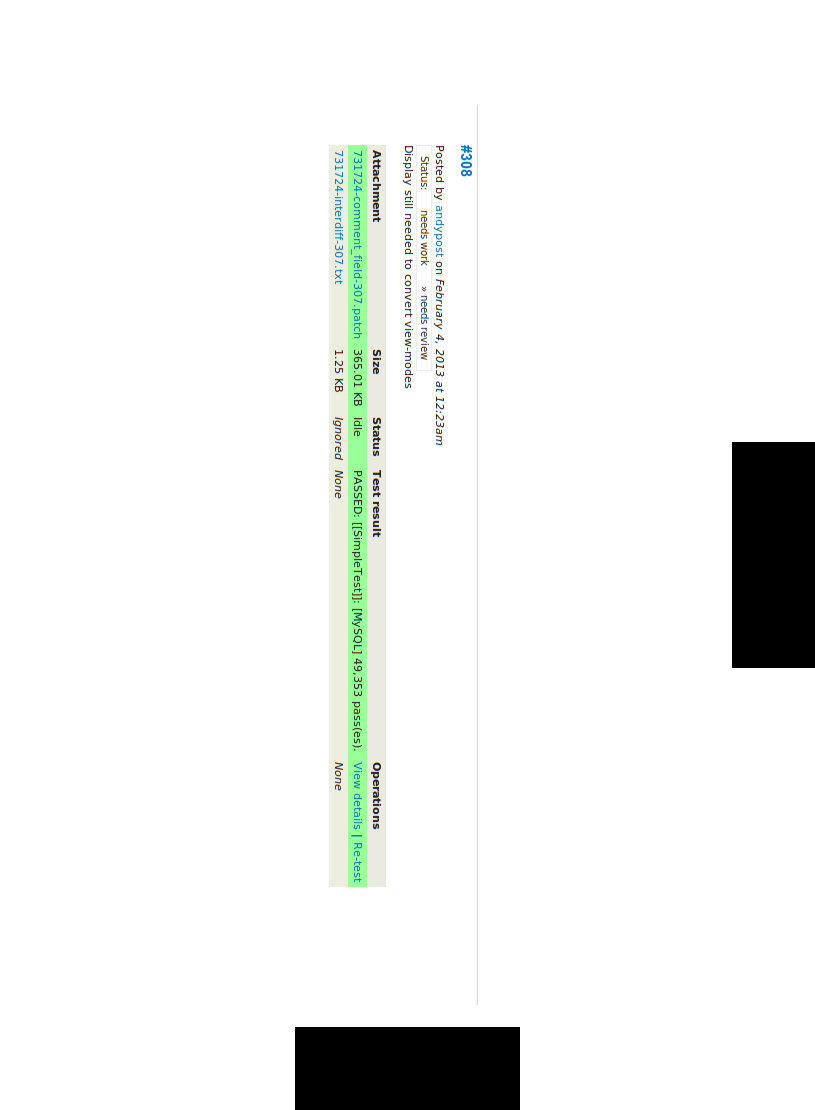 #308
Posted by andypost on February 4, 2013 at 12:23am
Status: needs work » needs review
Display still needed to convert view-modes
Attachment Size Status Test result Operations
731724-comment_field-307.patch 365.01 KB Idle PASSED: [[SimpleTest]]: [MySQL] 49,353 pass(es). View details | Re-test
731724-interdiff-307.txt 1.25 KB Ignored None None